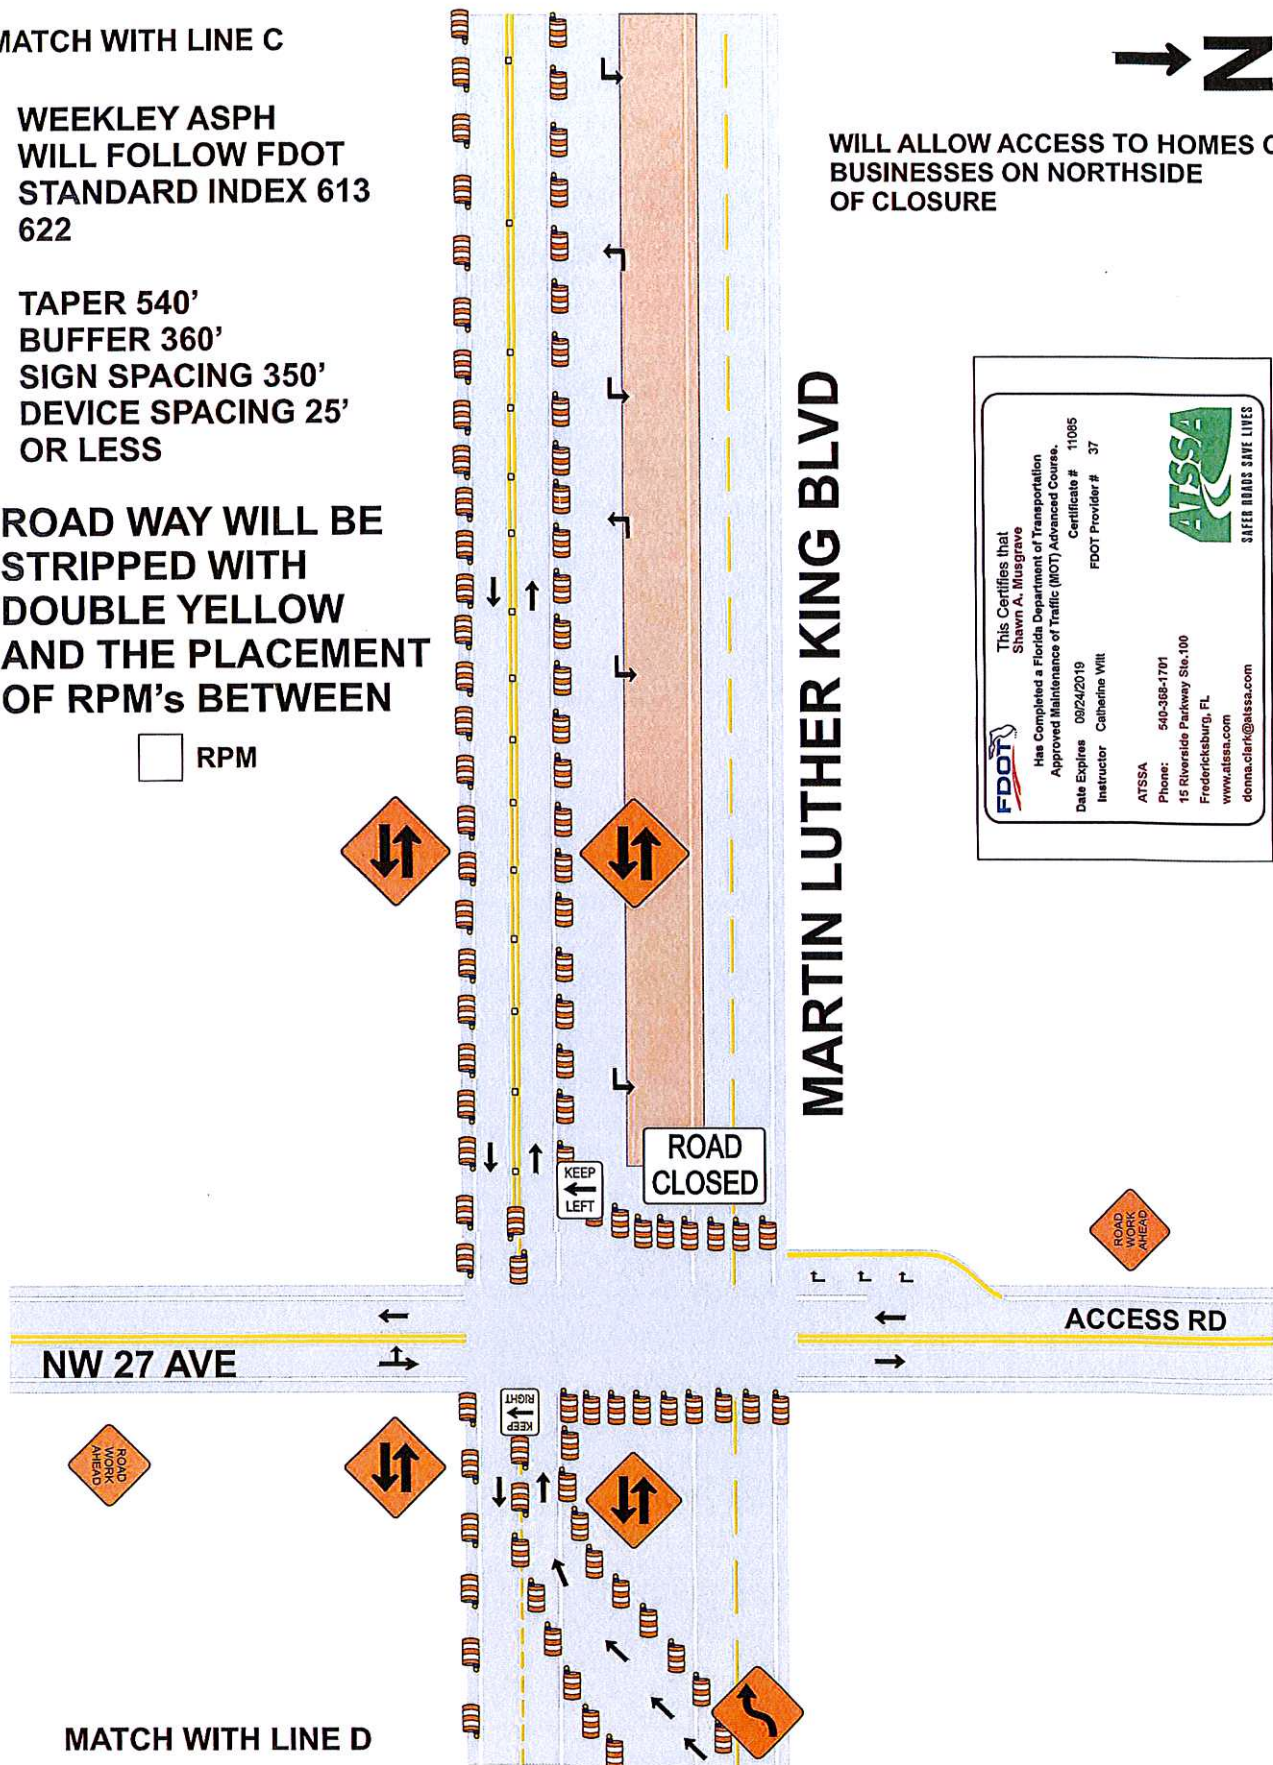 MATCH WITH LINE C
N
WEEKLEY ASPH
WILL FOLLOW FDOT
STANDARD INDEX 613
622
WILL ALLOW ACCESS TO HOMES O
BUSINESSES ON NORTHSIDE
OF CLOSURE
TAPER 540'
BUFFER 360'
SIGN SPACING 350'
DEVICE SPACING 25'
OR LESS
ROAD WAY WILL BE
STRIPPED WITH
DOUBLE YELLOW
AND THE PLACEMENT
OF RPM's BETWEEN
RPM
MARTIN LUTHER KING BLVD
FDOT
This Certifies that
Shawn A. Musgrave
Has Completed a Florida Department of Transportation
Approved Maintenance of Traffic (MOT) Advanced Course.
Date Expires 09/24/2019 Certificate # 11085
Instructor Catherine Witt FDOT Provider # 37
ATSSA
Phone: 540-368-1701
15 Riverside Parkway Ste.100
Fredericksburg, FL
www.atssa.com
donna.clark@atssa.com
ATSSA
SAFER ROADS SAVE LIVES
KEEP
LEFT
ROAD
CLOSED
ROAD
WORK
AHEAD
ACCESS RD
NW 27 AVE
KEEP
RIGHT
ROAD
WORK
AHEAD
MATCH WITH LINE D